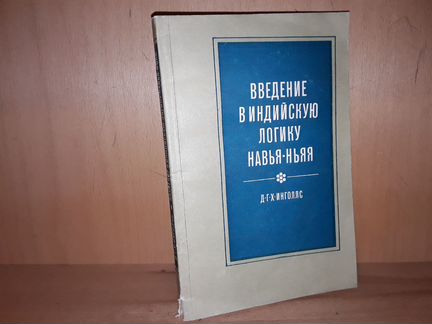 ВВЕДЕНИЕ
В ИНДИЙСКУЮ
ЛОГИКУ
НАВЬЯ-НЬЯЯ
Д·Г·Х·ИНГОЛЛС